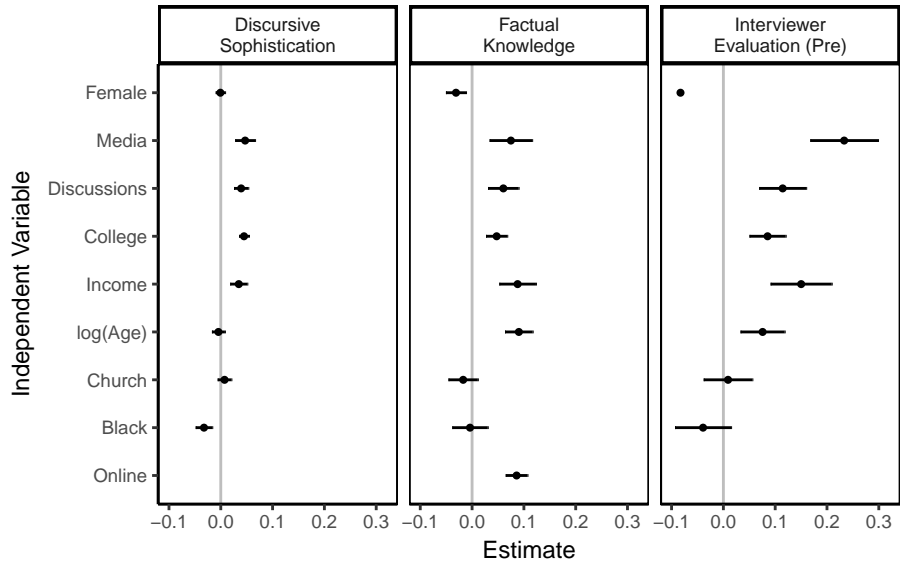 Discursive
Sophistication
Factual
Knowledge
Interviewer
Evaluation (Pre)
Independent Variable
Female
Media
Discussions
College
Income
log(Age)
Church
Black
Online
−0.1 0.0 0.1 0.2 0.3
−0.1 0.0 0.1 0.2 0.3
−0.1 0.0 0.1 0.2 0.3
Estimate